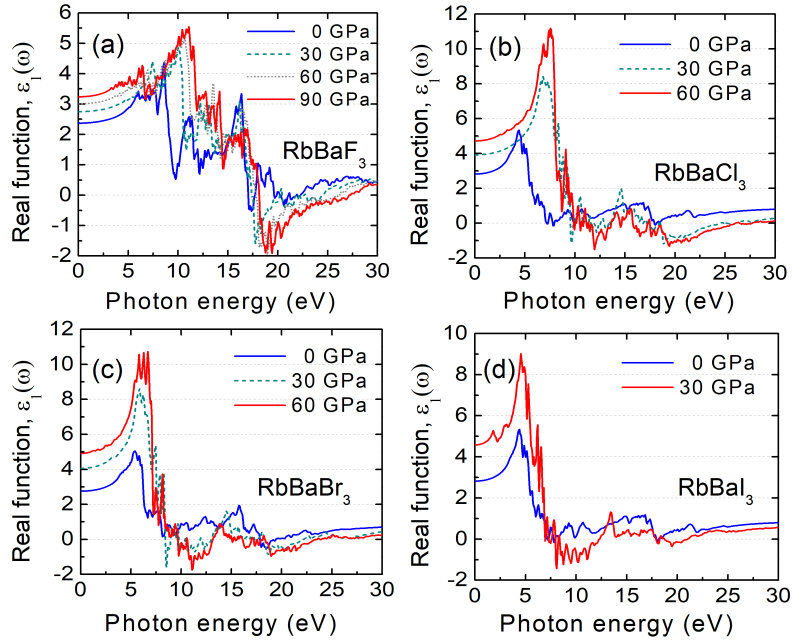 (a)
0 GPa
30 GPa
60 GPa
90 GPa
RbBaF3
Real function, ε1(ω)
6
5
4
3
2
1
0
-1
-2
0 5 10 15 20 25 30
Photon energy (eV)
(b)
0 GPa
30 GPa
60 GPa
RbBaCl3
Real function, ε1(ω)
12
10
8
6
4
2
0
-2
0 5 10 15 20 25 30
Photon energy (eV)
(c)
0 GPa
30 GPa
60 GPa
RbBaBr3
Real function, ε1(ω)
12
10
8
6
4
2
0
-2
0 5 10 15 20 25 30
Photon energy (eV)
(d)
0 GPa
30 GPa
RbBaI3
Real function, ε1(ω)
10
8
6
4
2
0
-2
0 5 10 15 20 25 30
Photon energy (eV)